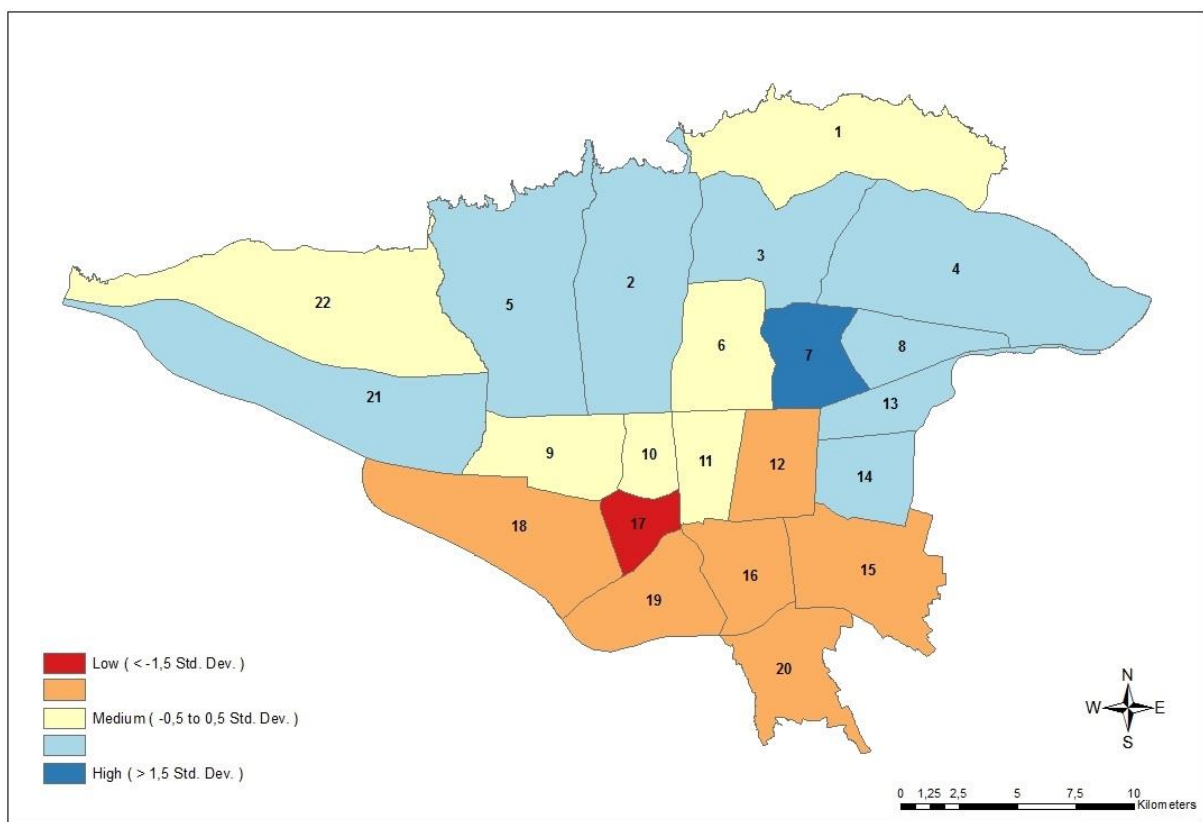 1
3
4
2
5
22
6
7
8
21
13
9
10
11
12
14
18
17
15
16
19
20
Low ( < -1,5 Std. Dev. )
Medium ( -0,5 to 0,5 Std. Dev. )
High ( > 1,5 Std. Dev. )
N
W E
S
0 1,25 2,5 5 7,5 10
Kilometers